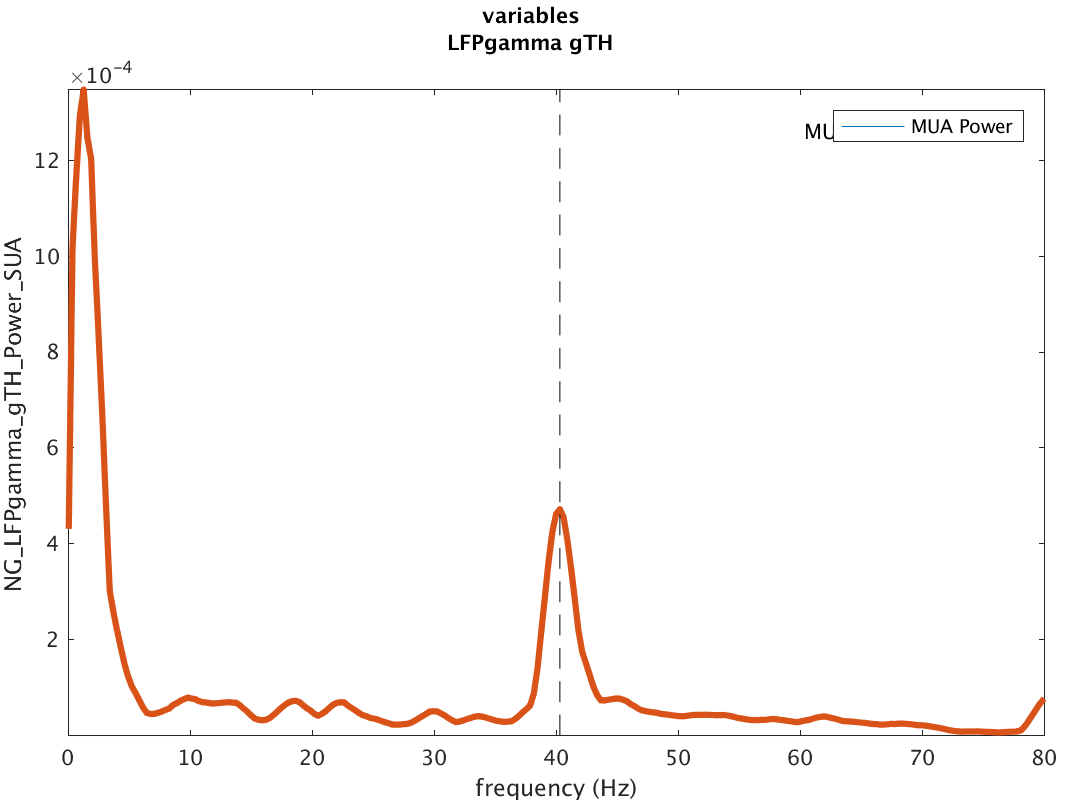 variables
LFPgamma gTH
×10⁻⁴
MU
MUA Power
12
10
8
6
4
2
NG_LFPgamma_gTH_Power_SUA
0 10 20 30 40 50 60 70 80
frequency (Hz)